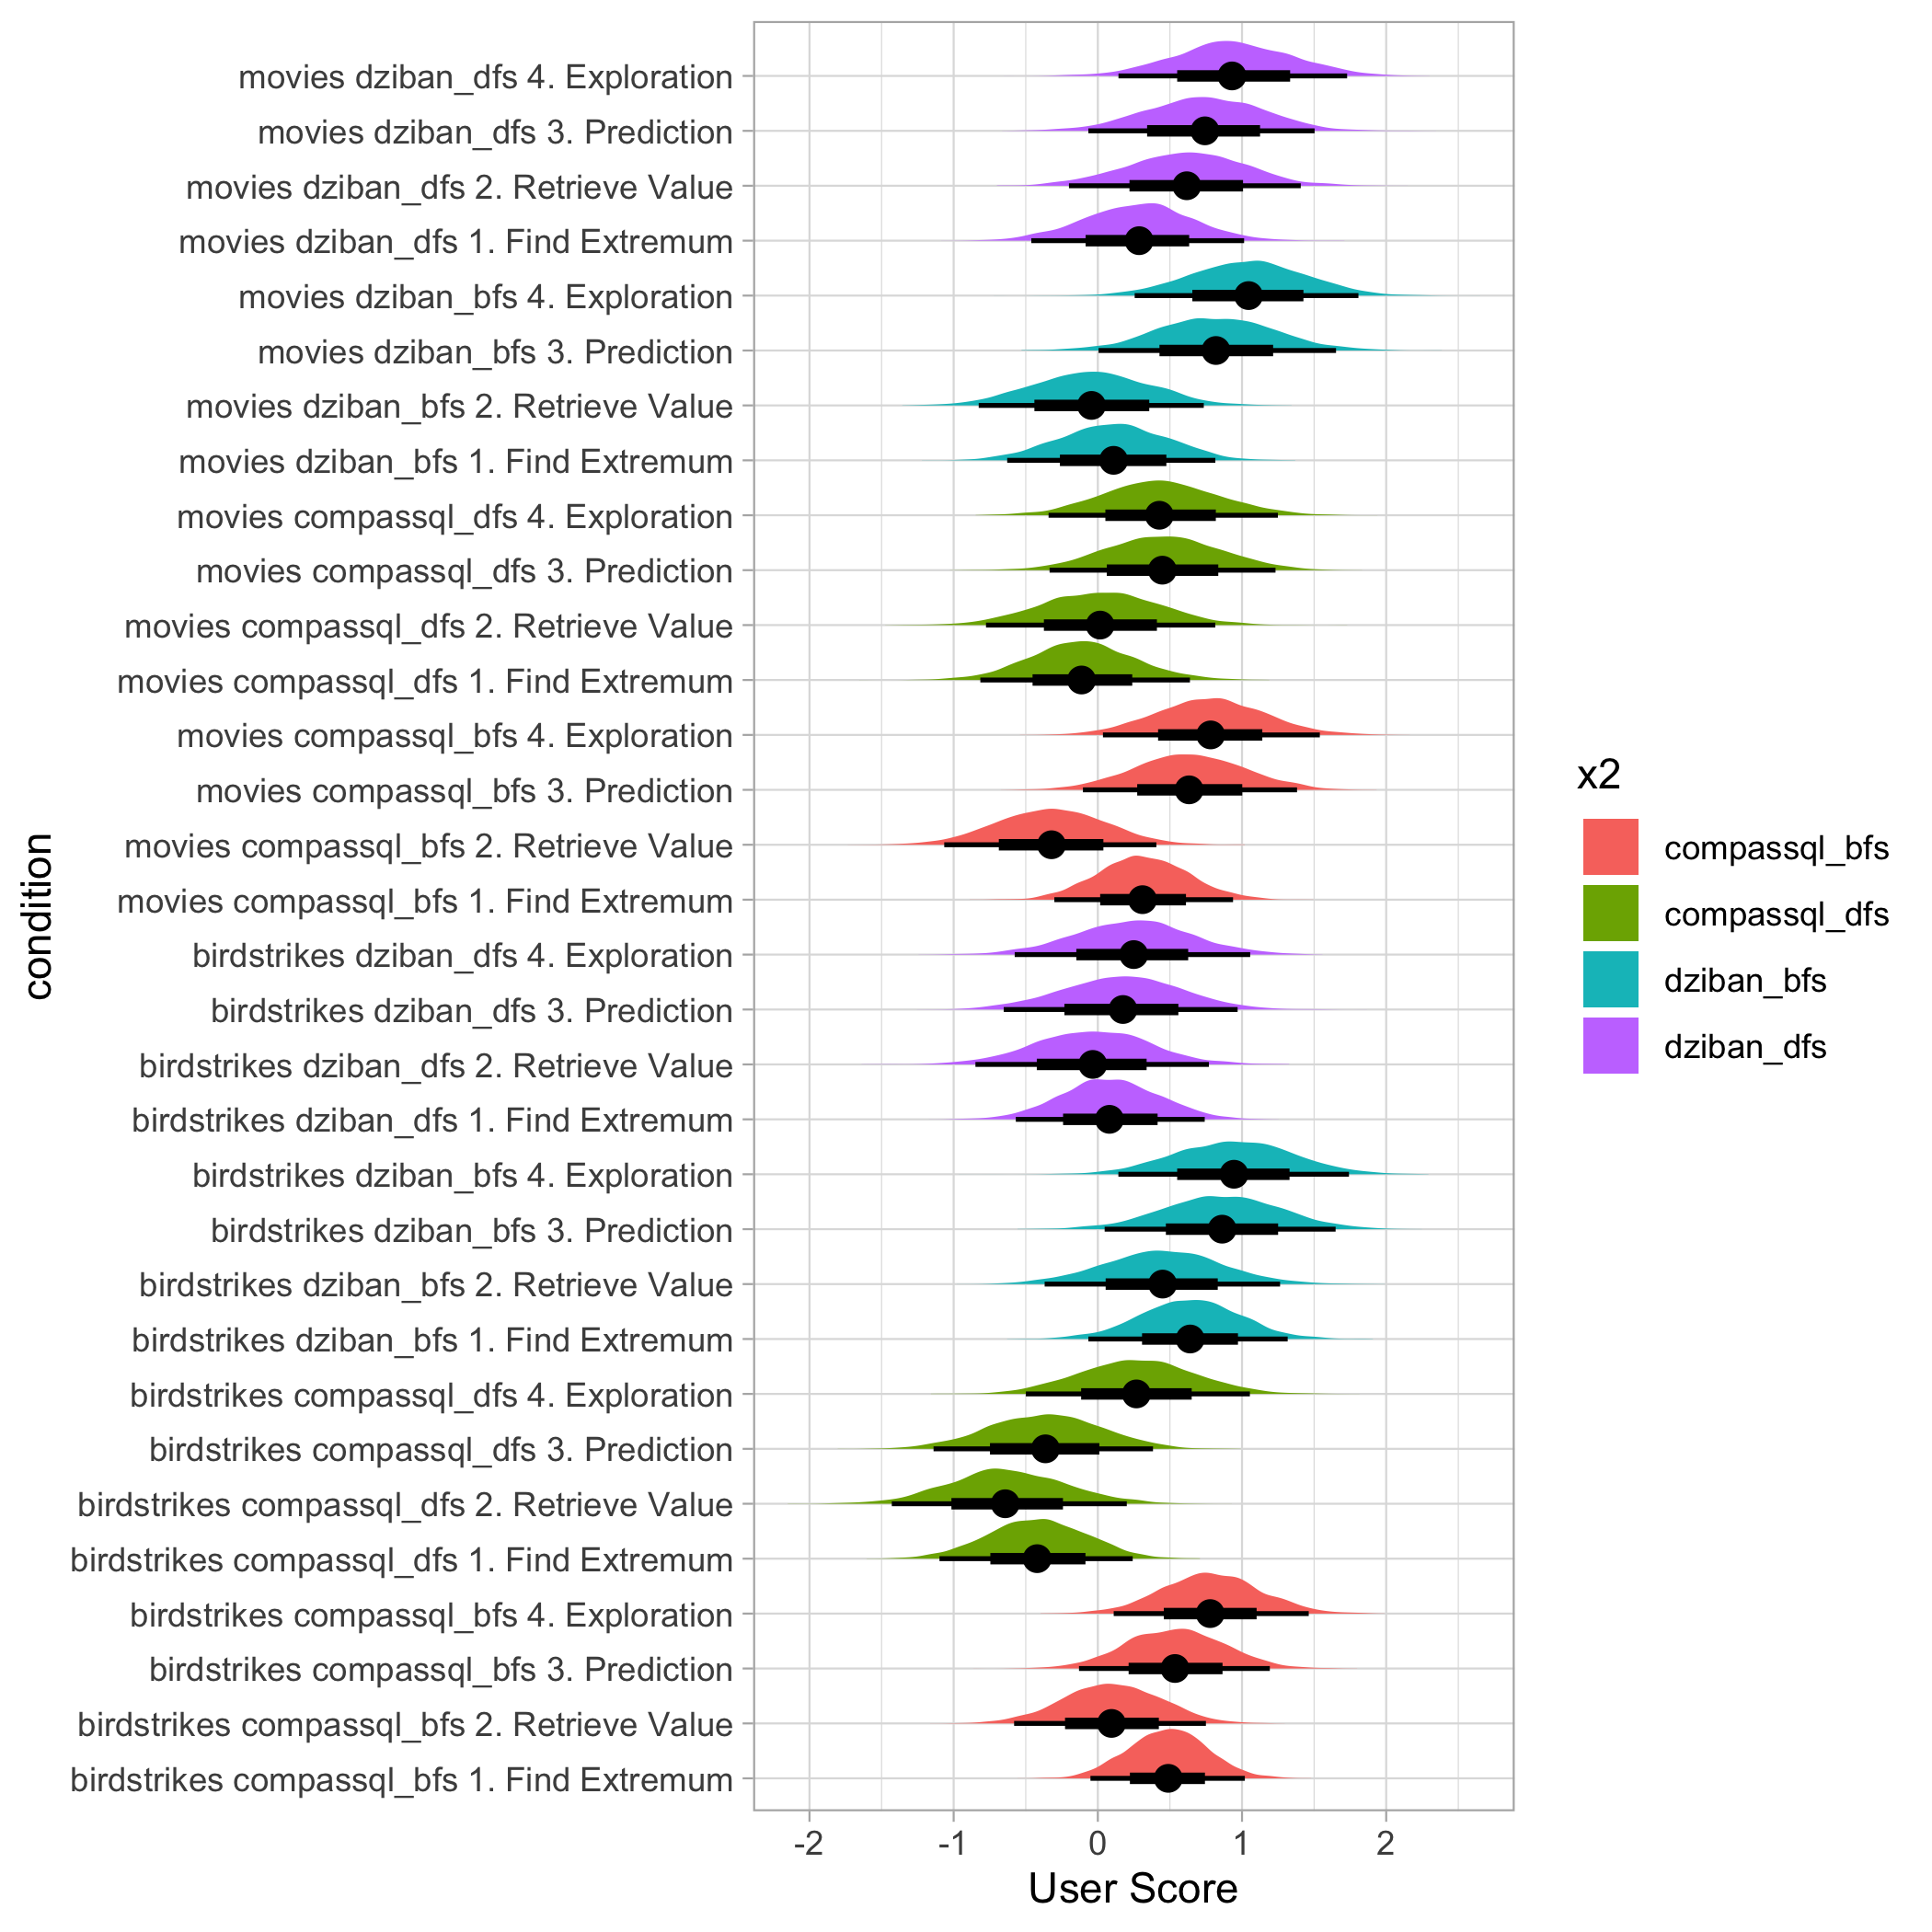 movies dziban_dfs 4. Exploration
movies dziban_dfs 3. Prediction
movies dziban_dfs 2. Retrieve Value
movies dziban_dfs 1. Find Extremum
movies dziban_bfs 4. Exploration
movies dziban_bfs 3. Prediction
movies dziban_bfs 2. Retrieve Value
movies dziban_bfs 1. Find Extremum
movies compassql_dfs 4. Exploration
movies compassql_dfs 3. Prediction
movies compassql_dfs 2. Retrieve Value
movies compassql_dfs 1. Find Extremum
movies compassql_bfs 4. Exploration
movies compassql_bfs 3. Prediction
movies compassql_bfs 2. Retrieve Value
movies compassql_bfs 1. Find Extremum
birdstrikes dziban_dfs 4. Exploration
birdstrikes dziban_dfs 3. Prediction
birdstrikes dziban_dfs 2. Retrieve Value
birdstrikes dziban_dfs 1. Find Extremum
birdstrikes dziban_bfs 4. Exploration
birdstrikes dziban_bfs 3. Prediction
birdstrikes dziban_bfs 2. Retrieve Value
birdstrikes dziban_bfs 1. Find Extremum
birdstrikes compassql_dfs 4. Exploration
birdstrikes compassql_dfs 3. Prediction
birdstrikes compassql_dfs 2. Retrieve Value
birdstrikes compassql_dfs 1. Find Extremum
birdstrikes compassql_bfs 4. Exploration
birdstrikes compassql_bfs 3. Prediction
birdstrikes compassql_bfs 2. Retrieve Value
birdstrikes compassql_bfs 1. Find Extremum
condition
-2 -1 0 1 2
User Score
x2
compassql_bfs
compassql_dfs
dziban_bfs
dziban_dfs